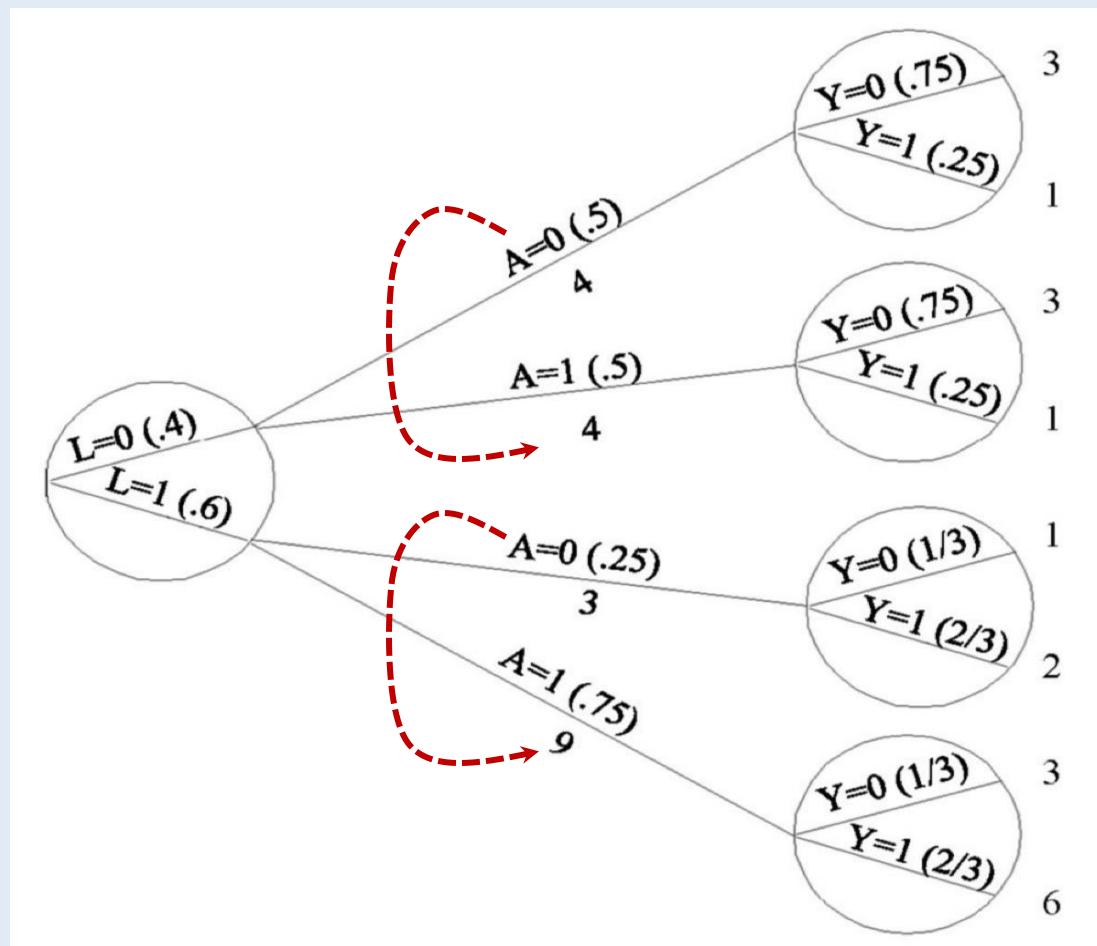 Y=0 (.75)
3
Y=1 (.25)
1
A=0 (.5)
4
Y=0 (.75)
3
Y=1 (.25)
1
A=1 (.5)
4
L=0 (.4)
L=1 (.6)
A=0 (.25)
3
Y=0 (1/3)
1
Y=1 (2/3)
2
A=1 (.75)
9
Y=0 (1/3)
3
Y=1 (2/3)
6